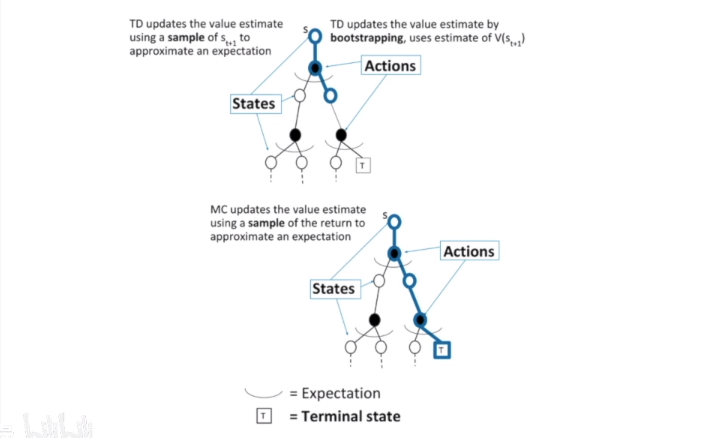 TD updates the value estimate
using a sample of s_{t+1} to
approximate an expectation
s
TD updates the value estimate by
bootstrapping, uses estimate of V(s_{t+1})
Actions
States
T
MC updates the value estimate
using a sample of the return to
approximate an expectation
s
Actions
States
T
= Expectation
T = Terminal state